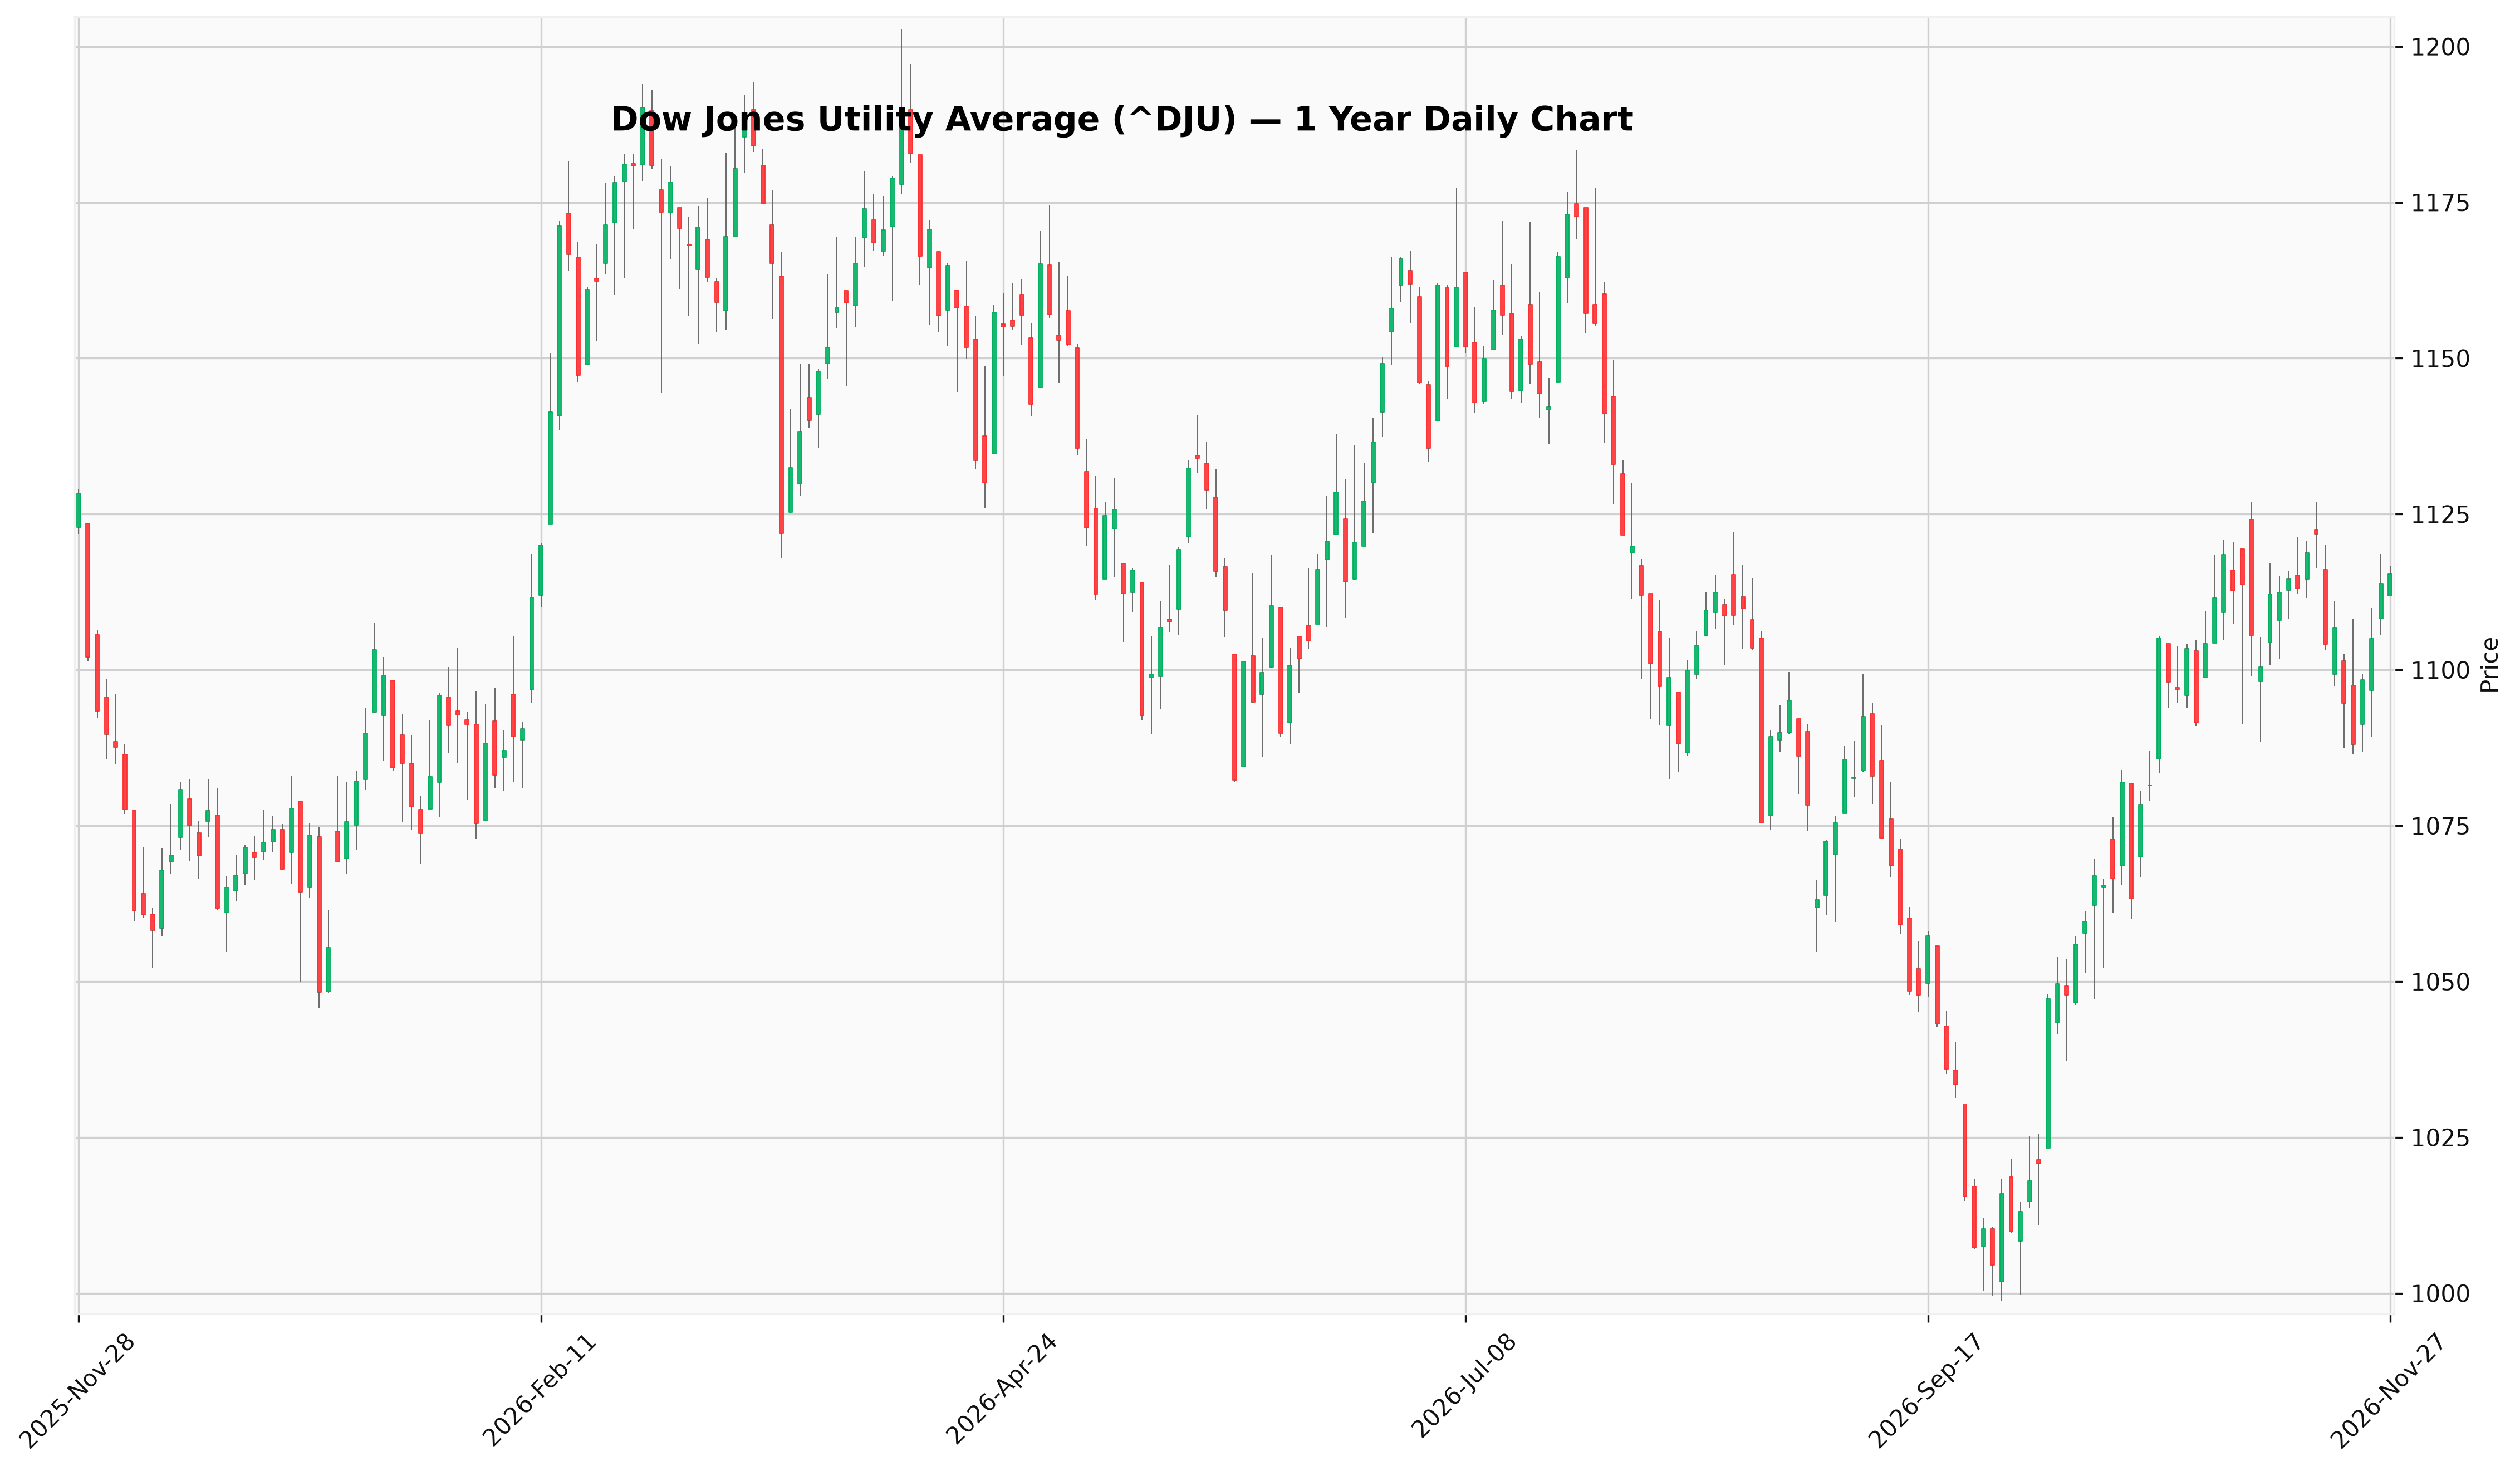 Dow Jones Utility Average (^DJU) — 1 Year Daily Chart
1200
1175
1150
1125
1100
1075
1050
1025
1000
Price
2025-Nov-28
2026-Feb-11
2026-Apr-24
2026-Jul-08
2026-Sep-17
2026-Nov-27